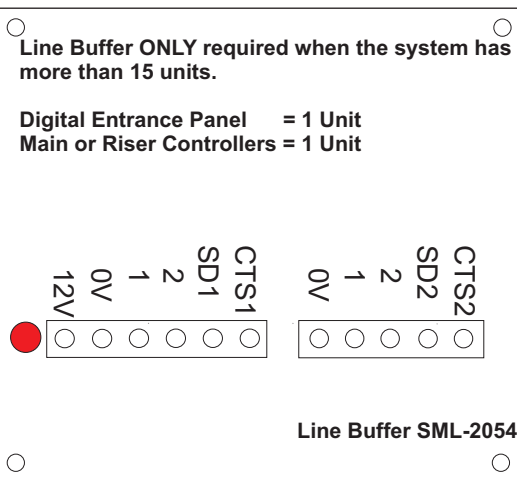 Line Buffer ONLY required when the system has
more than 15 units.
Digital Entrance Panel = 1 Unit
Main or Riser Controllers = 1 Unit
12V 0V 1 2 SD1 CTS1 0V 1 2 SD2 CTS2
Line Buffer SML-2054